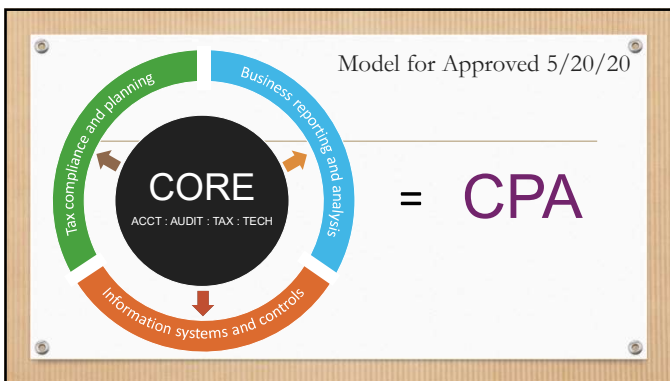 Model for Approved 5/20/20
Tax compliance and planning
Business reporting and analysis
CORE
ACCT : AUDIT : TAX : TECH
= CPA
Information systems and controls